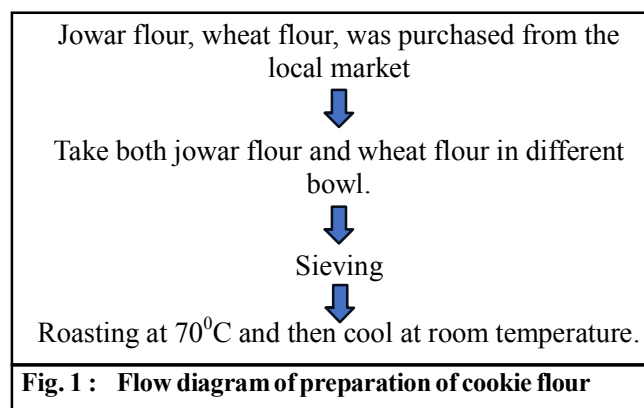 Jowar flour, wheat flour, was purchased from the
local market
Take both jowar flour and wheat flour in different
bowl.
Sieving
Roasting at 70⁰C and then cool at room temperature.
Fig. 1 : Flow diagram of preparation of cookie flour